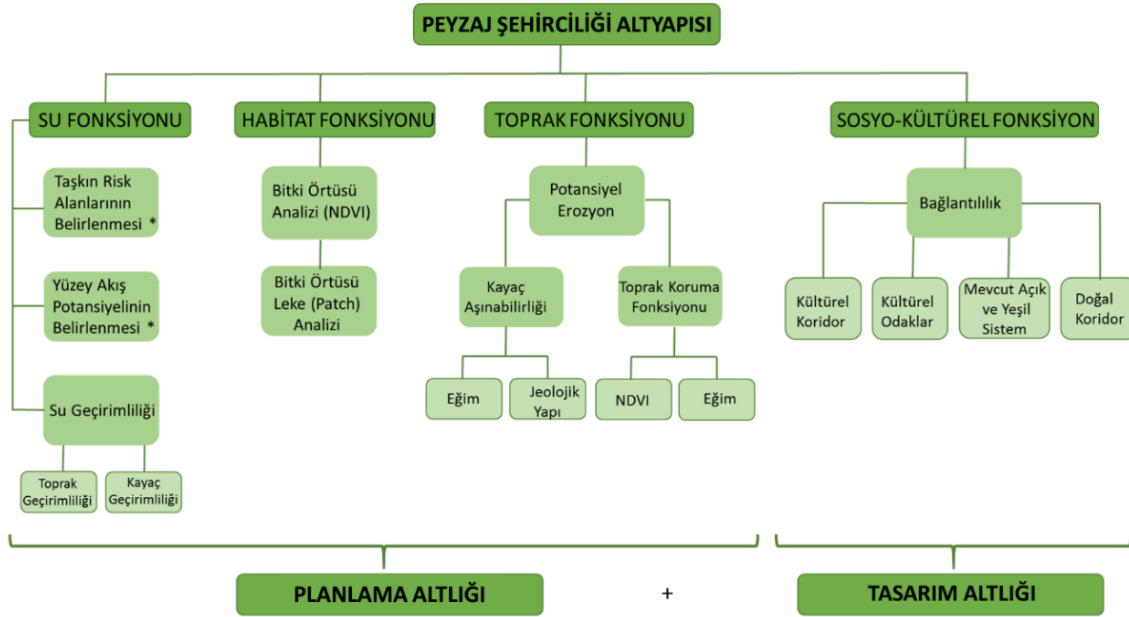 PEYZAJ ŞEHİRCİLİĞİ ALTYAPISI
SU FONKSİYONU
HABİTAT FONKSİYONU
TOPRAK FONKSİYONU
SOSYO-KÜLTÜREL FONKSİYON
Taşkın Risk
Alanlarının
Belirlenmesi *
Yüzey Akış
Potansiyelinin
Belirlenmesi *
Su Geçirimliliği
Toprak
Geçirimliliği
Kayaç
Geçirimliliği
Bitki Örtüsü
Analizi (NDVI)
Bitki Örtüsü
Leke (Patch)
Analizi
Potansiyel
Erozyon
Kayaç
Aşınabilirliği
Toprak Koruma
Fonksiyonu
Eğim
Jeolojik
Yapı
NDVI
Eğim
Bağlantılılık
Kültürel
Koridor
Kültürel
Odaklar
Mevcut Açık
ve Yeşil
Sistem
Doğal
Koridor
PLANLAMA ALTLIĞI
+
TASARIM ALTLIĞI